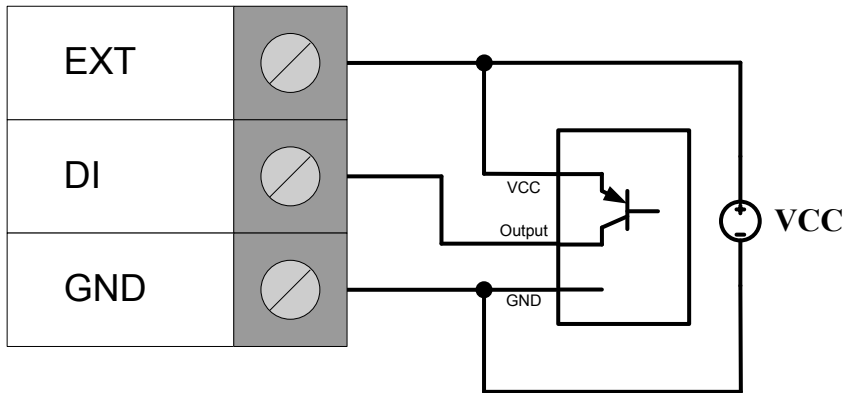 EXT
DI
GND
VCC
Output
GND
VCC